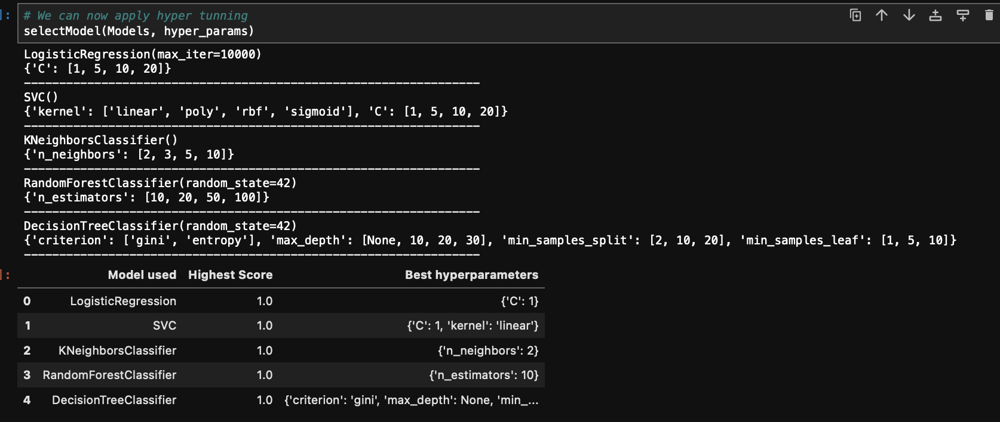 ]:
# We can now apply hyper tunning
selectModel(Models, hyper_params)
LogisticRegression(max_iter=10000)
{'C': [1, 5, 10, 20]}
-----------------------------------------------------------------
SVC()
{'kernel': ['linear', 'poly', 'rbf', 'sigmoid'], 'C': [1, 5, 10, 20]}
-----------------------------------------------------------------
KNeighborsClassifier()
{'n_neighbors': [2, 3, 5, 10]}
-----------------------------------------------------------------
RandomForestClassifier(random_state=42)
{'n_estimators': [10, 20, 50, 100]}
-----------------------------------------------------------------
DecisionTreeClassifier(random_state=42)
{'criterion': ['gini', 'entropy'], 'max_depth': [None, 10, 20, 30], 'min_samples_split': [2, 10, 20], 'min_samples_leaf': [1, 5, 10]}
-----------------------------------------------------------------
]:
Model used Highest Score Best hyperparameters
0 LogisticRegression 1.0 {'C': 1}
1 SVC 1.0 {'C': 1, 'kernel': 'linear'}
2 KNeighborsClassifier 1.0 {'n_neighbors': 2}
3 RandomForestClassifier 1.0 {'n_estimators': 10}
4 DecisionTreeClassifier 1.0 {'criterion': 'gini', 'max_depth': None, 'min_...